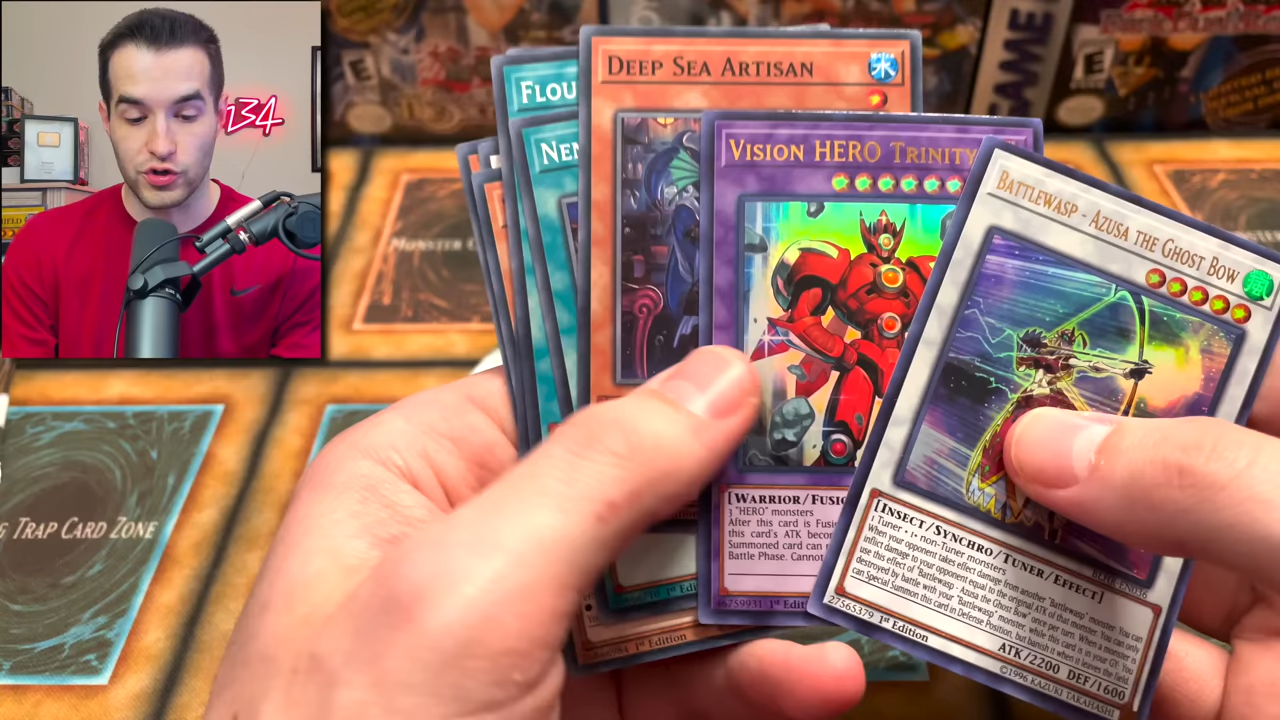 134
E
GAME
E
FLOU
NEN
DEEP SEA ARTISAN
水
1st Edition
VISION HERO TRINITY
[WARRIOR/FUSIO
3 "HERO" monsters
After this card is Fusio
this card's ATK becom
Summoned card can
Battle Phase. Cannot
46759931 1st Edit
BATTLEWASP - AZUSA THE GHOST BOW
風
[INSECT/SYNCHRO/TUNER/EFFECT]
1 Tuner + 1+ non-Tuner monsters
When your opponent takes effect damage from another "Battlewasp" monster: You can
inflict damage to your opponent equal to the original ATK of that monster. You can only
use this effect of "Battlewasp - Azusa the Ghost Bow" once per turn. When a monster is
destroyed by battle with your "Battlewasp" monster, while this card is in your GY: You
can Special Summon this card in Defense Position, but banish it when it leaves the field.
ATK/2200 DEF/1600
27565379 1st Edition
©1996 KAZUKI TAKAHASHI
MONSTER C
TRAP CARD ZONE